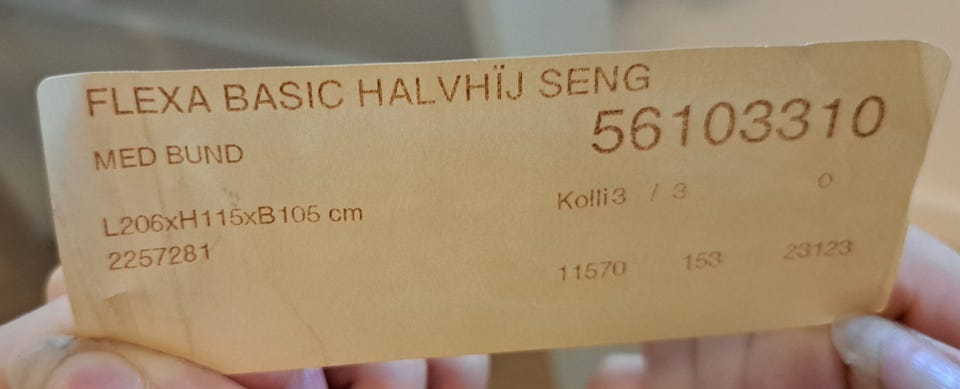 FLEXA BASIC HALVHÏJ SENG
56103310
MED BUND
L206xH115xB105 cm
Kolli3 / 3 0
2257281
11570 153 23123